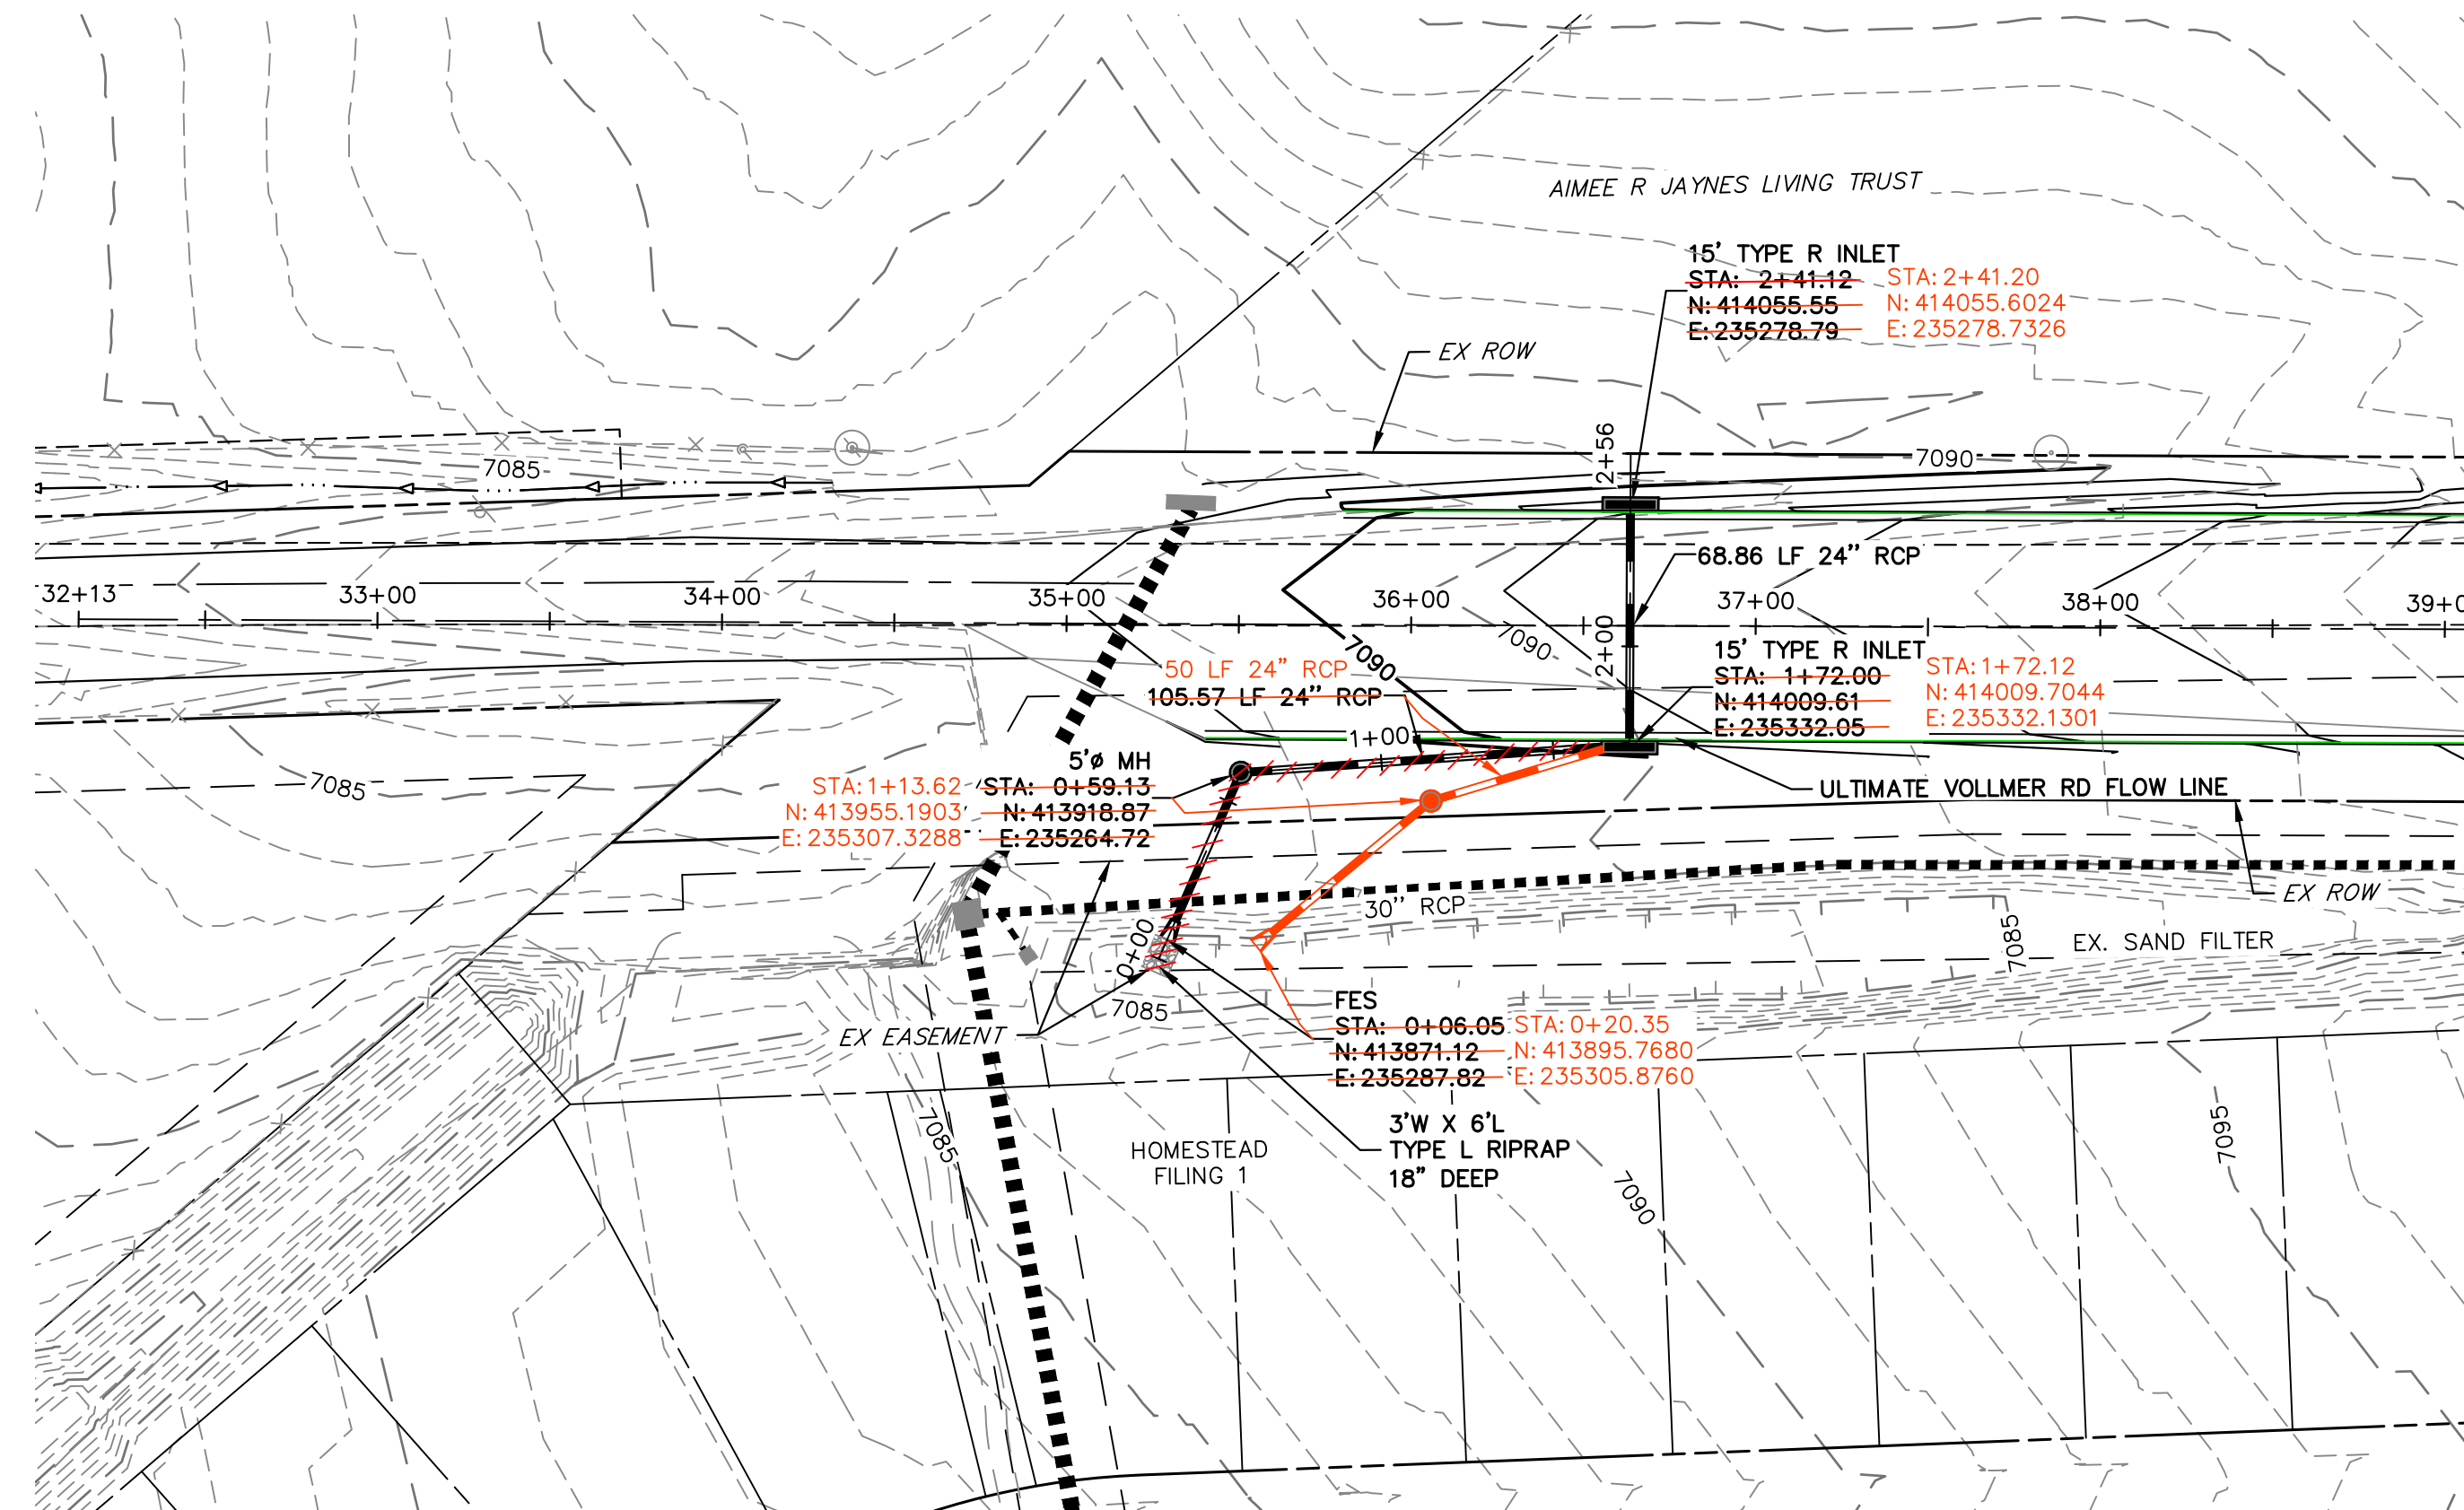 AIMEE R JAYNES LIVING TRUST
15' TYPE R INLET
STA: 2+41.12 STA: 2+41.20
N: 414055.55 N: 414055.6024
E: 235278.79 E: 235278.7326
EX ROW
2+56
7090
7085
68.86 LF 24" RCP
32+13
33+00
34+00
35+00
36+00
37+00
38+00
2+00
7090
7090
15' TYPE R INLET
STA: 1+72.00 STA: 1+72.12
N: 414009.61 N: 414009.7044
E: 235332.05 E: 235332.1301
50 LF 24" RCP
105.57 LF 24" RCP
1+00
5'ø MH
STA: 1+13.62 STA: 0+59.13
N: 413955.1903 N: 413918.87
E: 235307.3288 E: 235264.72
7085
ULTIMATE VOLLMER RD FLOW LINE
EX ROW
30" RCP
0+00
7085
EX. SAND FILTER
7085
EX EASEMENT
FES
STA: 0+06.05 STA: 0+20.35
N: 413871.12 N: 413895.7680
E: 235287.82 E: 235305.8760
3'W X 6'L
TYPE L RIPRAP
18" DEEP
HOMESTEAD
FILING 1
7085
7090
7095